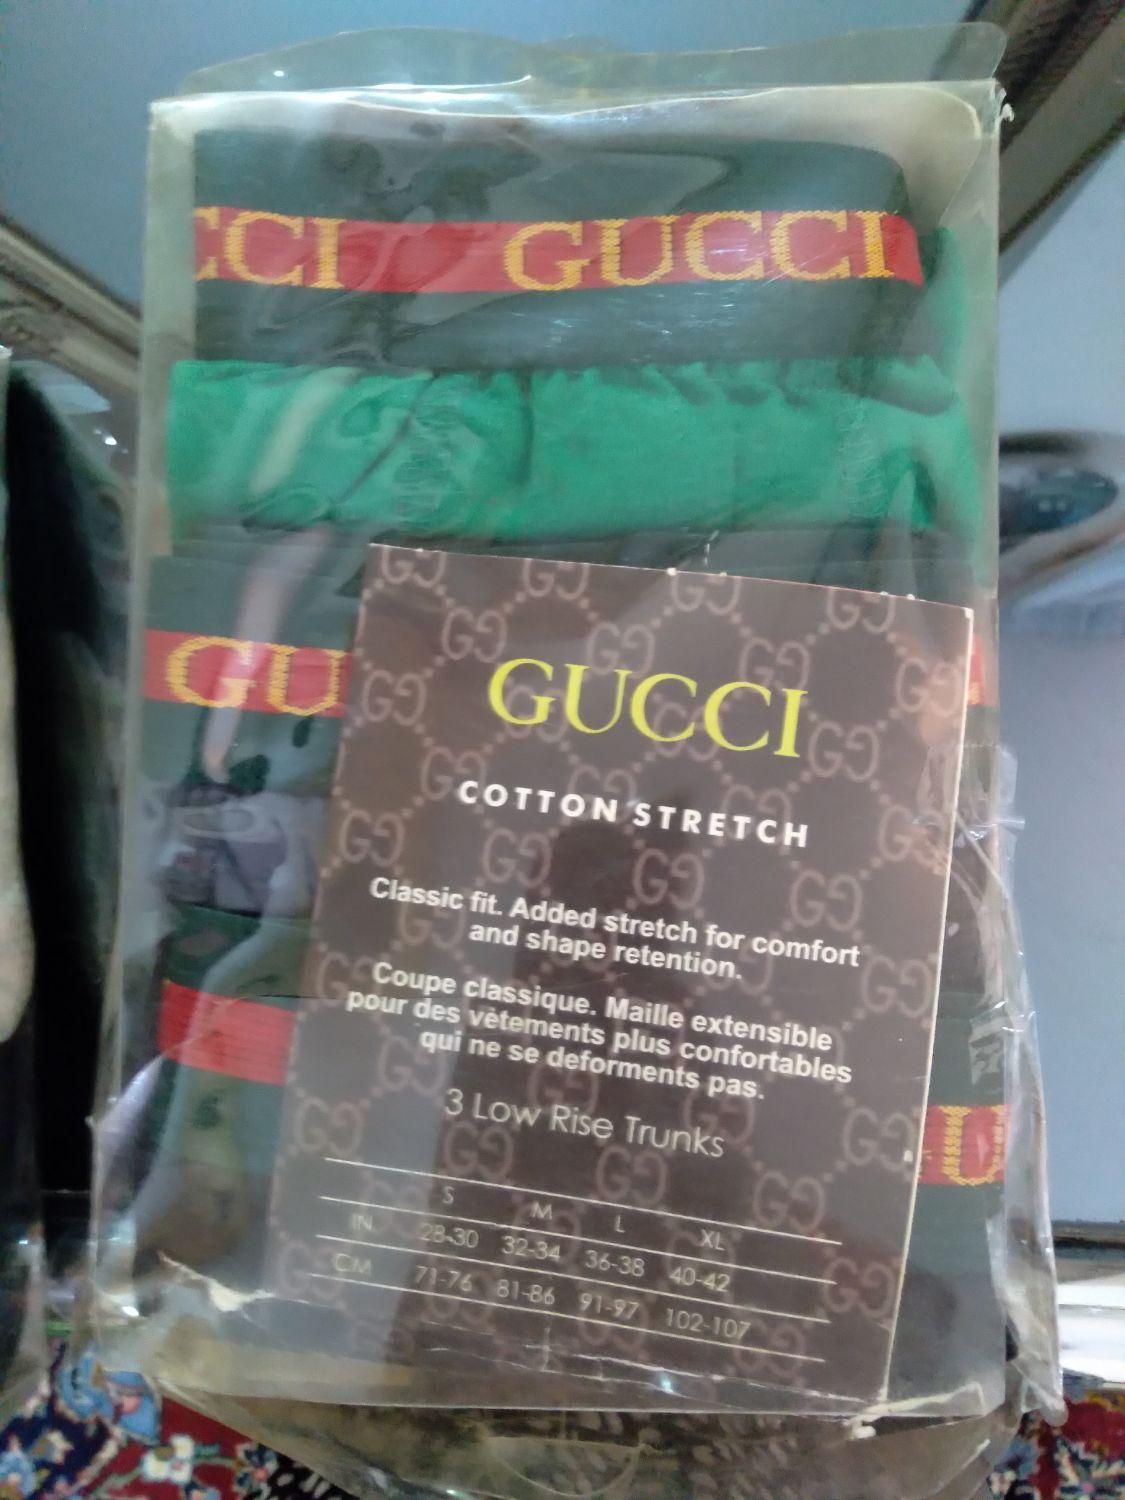 CCI GUCCI
GU
GUCCI
COTTON STRETCH
Classic fit. Added stretch for comfort
and shape retention.
Coupe classique. Maille extensible
pour des vêtements plus confortables
qui ne se deforments pas.
3 Low Rise Trunks
S M L XL
IN. 28-30 32-34 36-38 40-42
CM 71-76 81-86 91-97 102-107
U